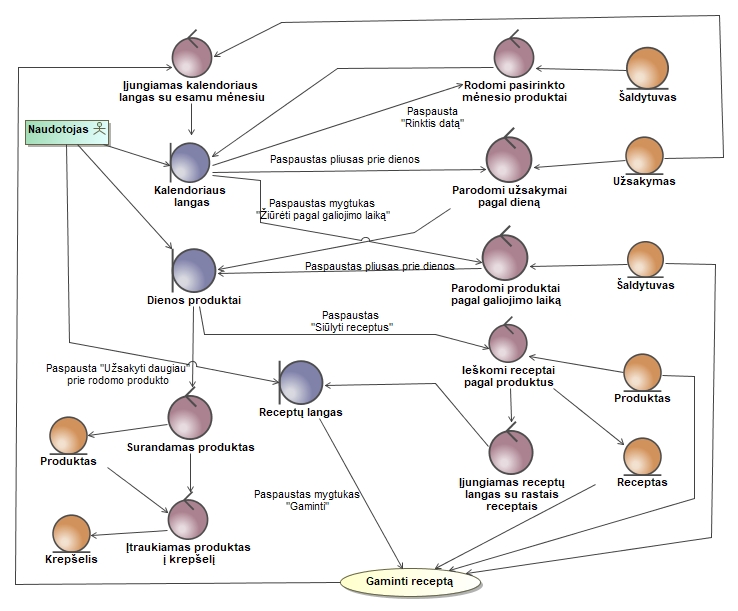 Įjungiamas kalendoriaus
langas su esamu mėnesiu
Rodomi pasirinkto
mėnesio produktai
Šaldytuvas
Paspausta
"Rinktis datą"
Naudotojas
Paspaustas pliusas prie dienos
Kalendoriaus
langas
Parodomi užsakymai
pagal dieną
Užsakymas
Paspaustas mygtukas
"Žiūrėti pagal galiojimo laiką"
Paspaustas pliusas prie dienos
Dienos produktai
Parodomi produktai
pagal galiojimo laiką
Šaldytuvas
Paspaustas
"Siūlyti receptus"
Paspausta "Užsakyti daugiau"
prie rodomo produkto
Ieškomi receptai
pagal produktus
Produktas
Receptų langas
Surandamas produktas
Produktas
Įjungiamas receptų
langas su rastais
receptais
Receptas
Paspaustas mygtukas
"Gaminti"
Įtraukiamas produktas
į krepšelį
Krepšelis
Gaminti receptą